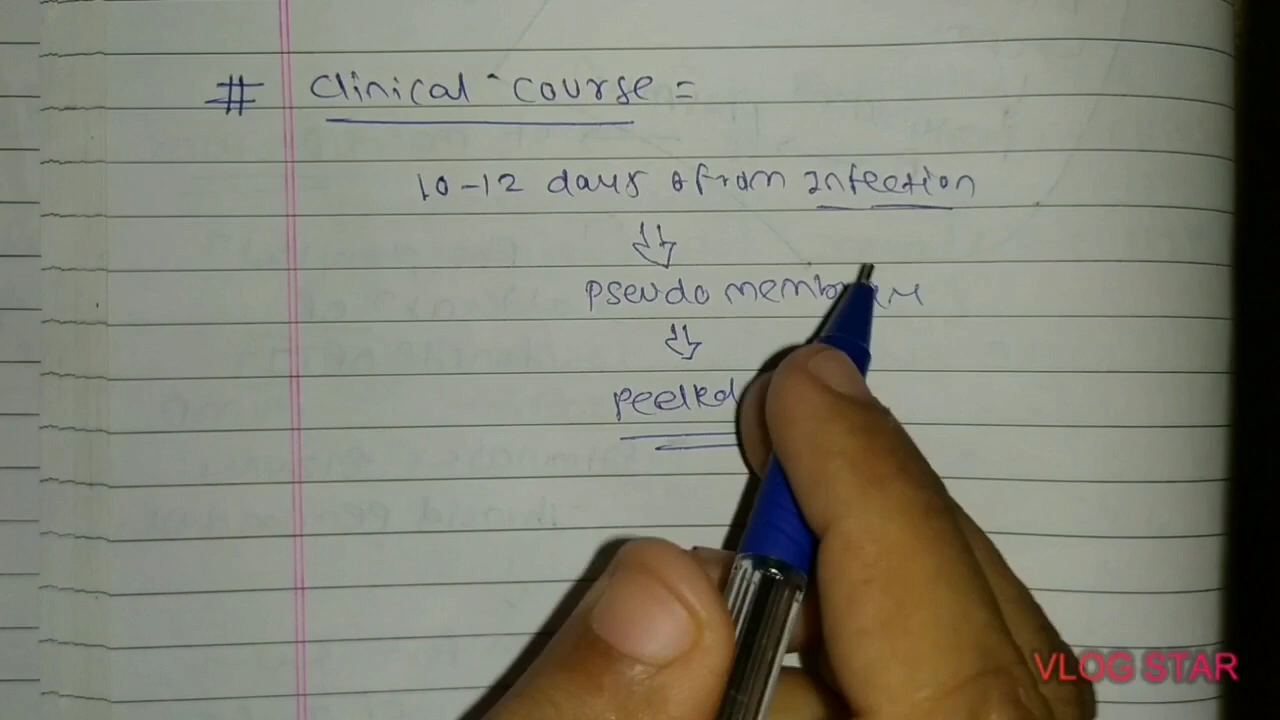 # Clinical course =
10-12 days of from Infection
↓
pseudo
↓
peeled
VLOG STAR